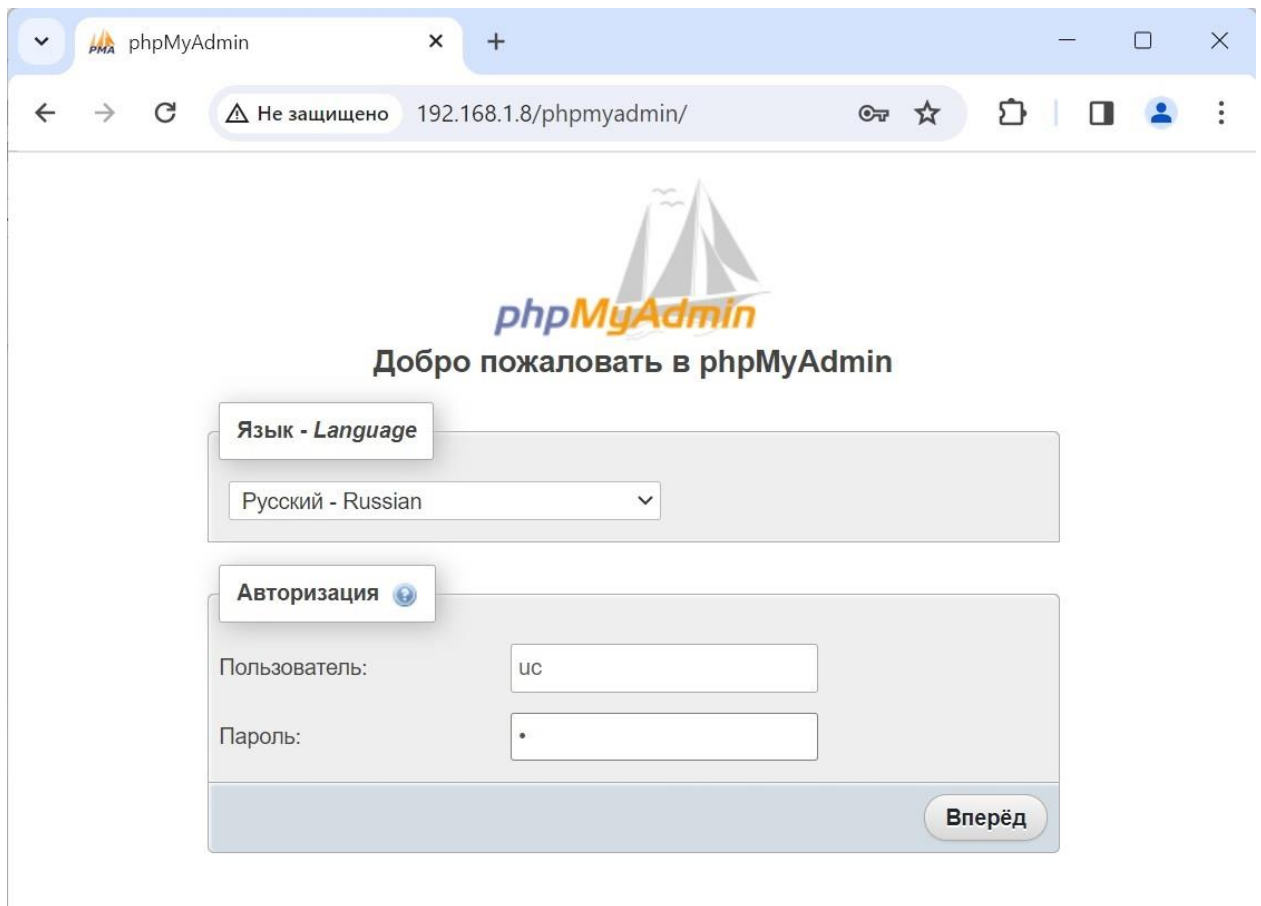 PMA phpMyAdmin
Не защищено 192.168.1.8/phpmyadmin/
phpMyAdmin
Добро пожаловать в phpMyAdmin
Язык - Language
Русский - Russian
Авторизация
Пользователь: uc
Пароль: •
Вперёд